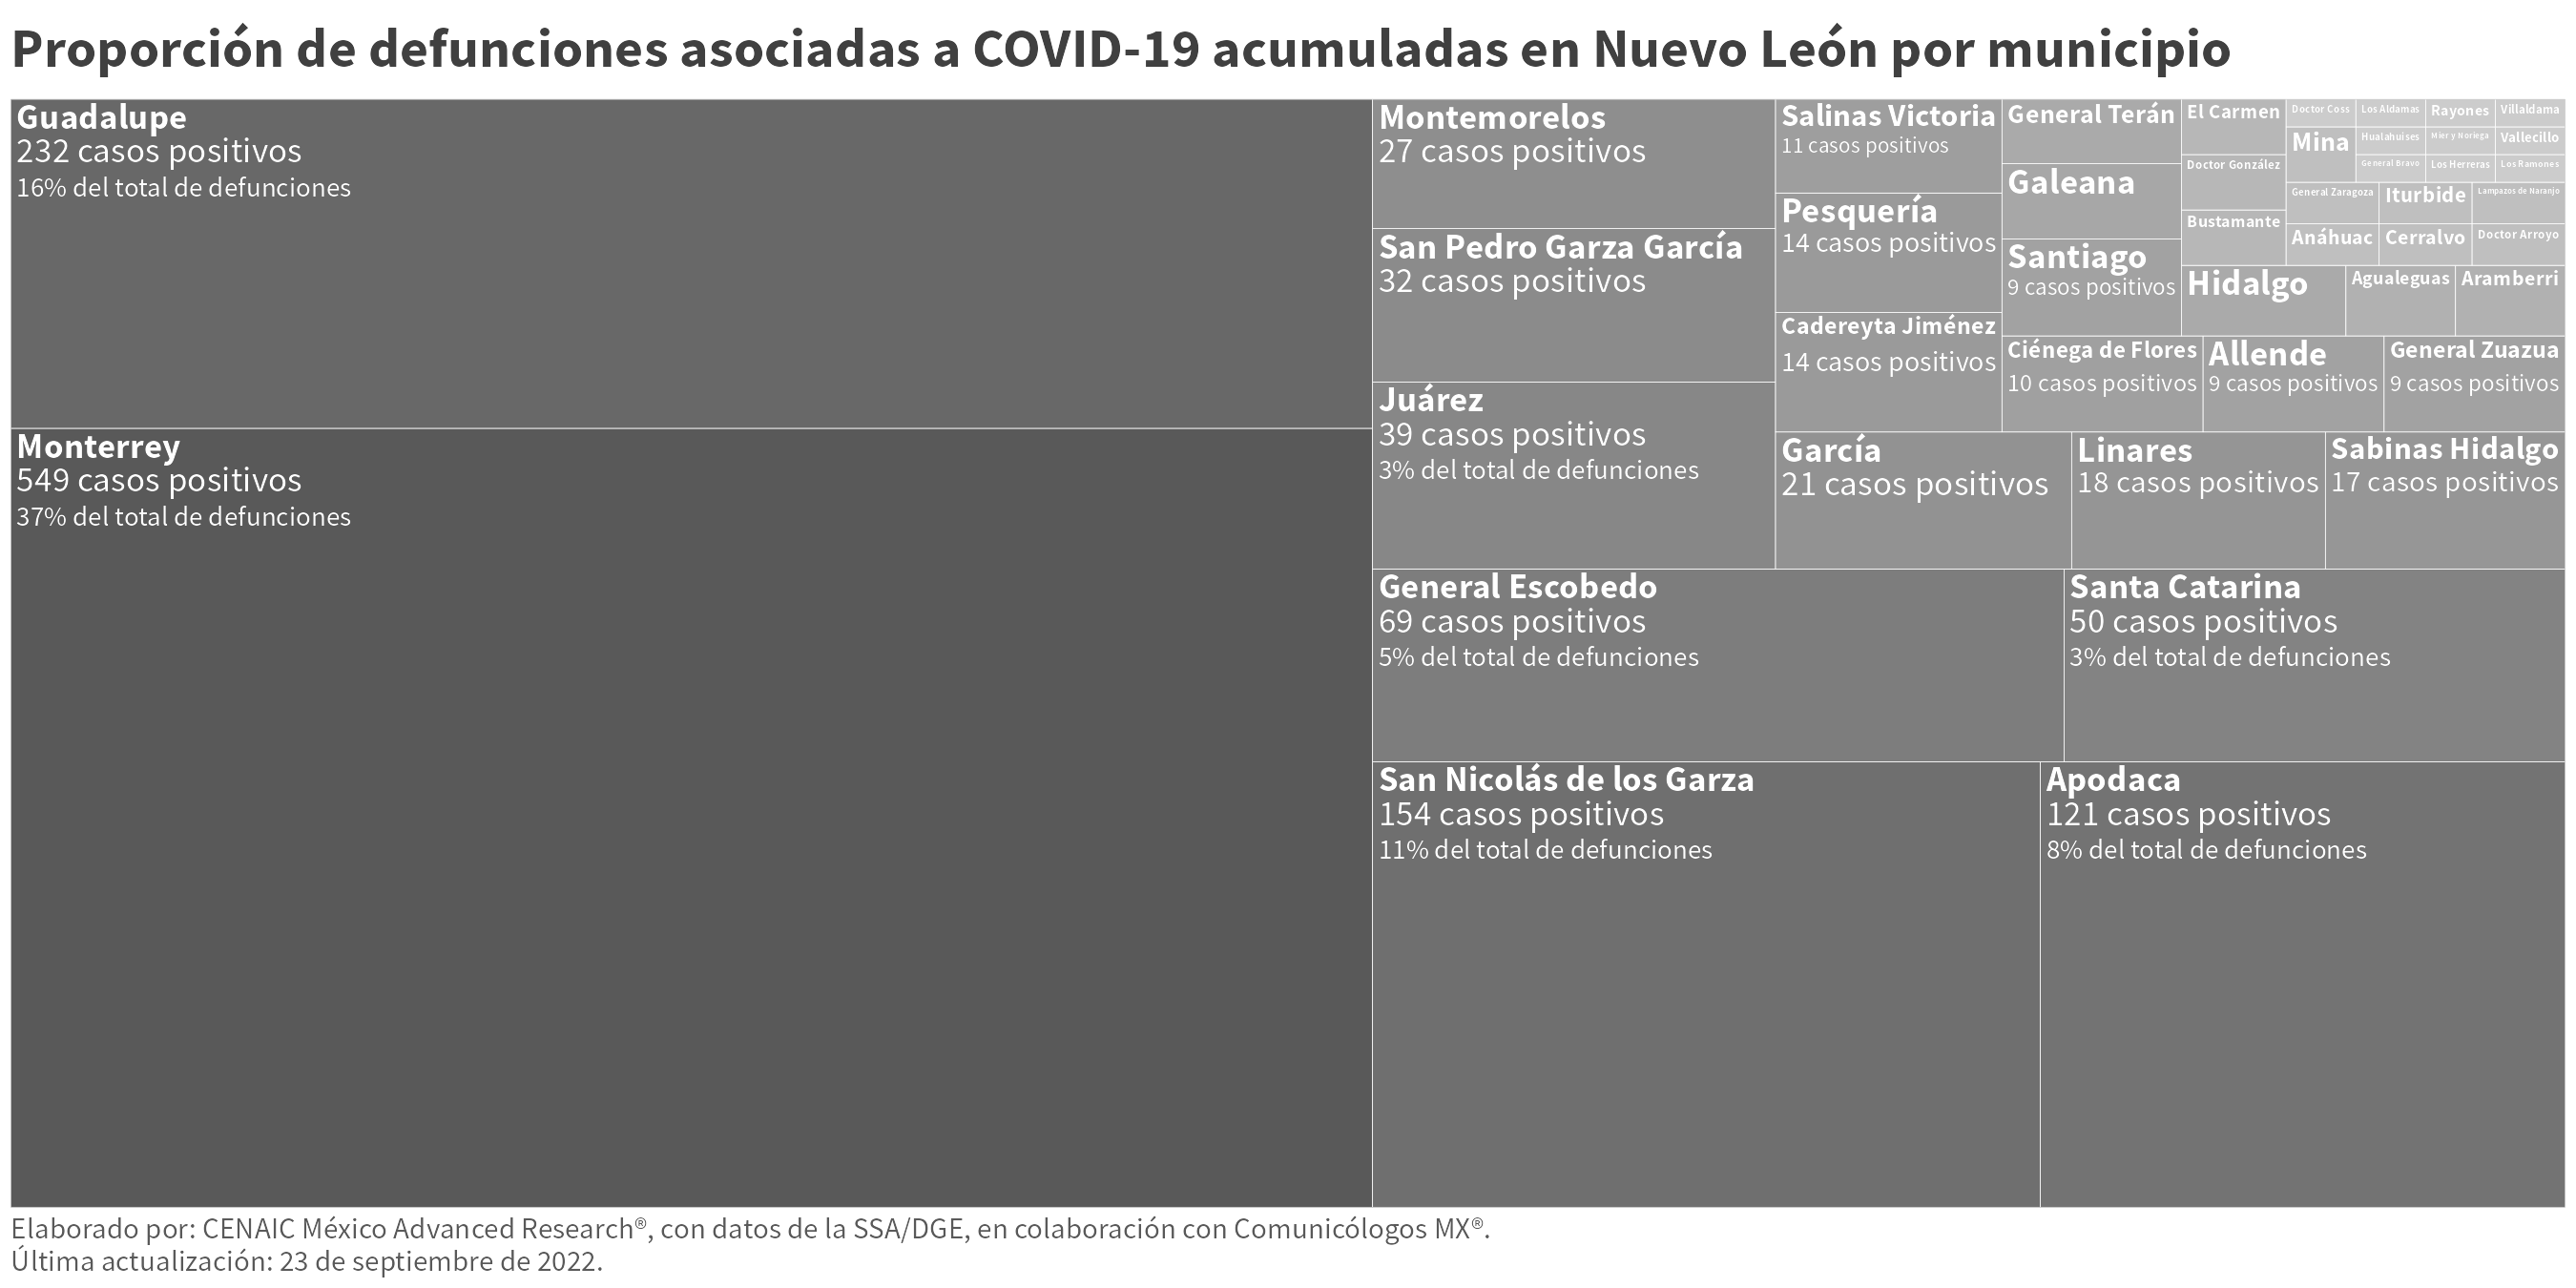 Proporción de defunciones asociadas a COVID-19 acumuladas en Nuevo León por municipio
Guadalupe
232 casos positivos
16% del total de defunciones
Monterrey
549 casos positivos
37% del total de defunciones
Montemorelos
27 casos positivos
San Pedro Garza García
32 casos positivos
Juárez
39 casos positivos
3% del total de defunciones
General Escobedo
69 casos positivos
5% del total de defunciones
Santa Catarina
50 casos positivos
3% del total de defunciones
San Nicolás de los Garza
154 casos positivos
11% del total de defunciones
Apodaca
121 casos positivos
8% del total de defunciones
Salinas Victoria
11 casos positivos
Pesquería
14 casos positivos
Cadereyta Jiménez
14 casos positivos
García
21 casos positivos
Linares
18 casos positivos
Sabinas Hidalgo
17 casos positivos
General Terán
Galeana
Santiago
9 casos positivos
Ciénega de Flores
10 casos positivos
Allende
9 casos positivos
General Zuazua
9 casos positivos
El Carmen
Doctor González
Bustamante
Hidalgo
Agualeguas
Aramberri
Doctor Coss
Los Aldamas
Rayones
Villaldama
Mina
Hualahuises
Mier y Noriega
Vallecillo
General Bravo
Los Herreras
Los Ramones
General Zaragoza
Iturbide
Lampazos de Naranjo
Anáhuac
Cerralvo
Doctor Arroyo
Elaborado por: CENAIC México Advanced Research®, con datos de la SSA/DGE, en colaboración con Comunicólogos MX®.
Última actualización: 23 de septiembre de 2022.